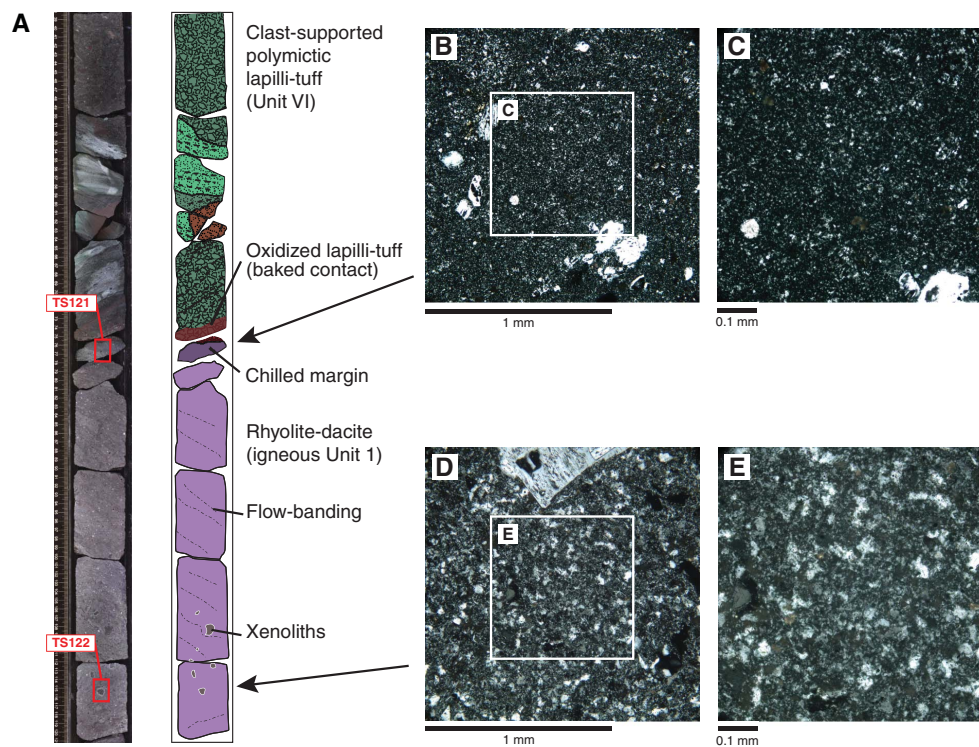 A
Clast-supported
polymictic
lapilli-tuff
(Unit VI)
Oxidized lapilli-tuff
(baked contact)
TS121
Chilled margin
Rhyolite-dacite
(igneous Unit 1)
Flow-banding
Xenoliths
TS122
B
C
1 mm
C
0.1 mm
D
E
1 mm
E
0.1 mm